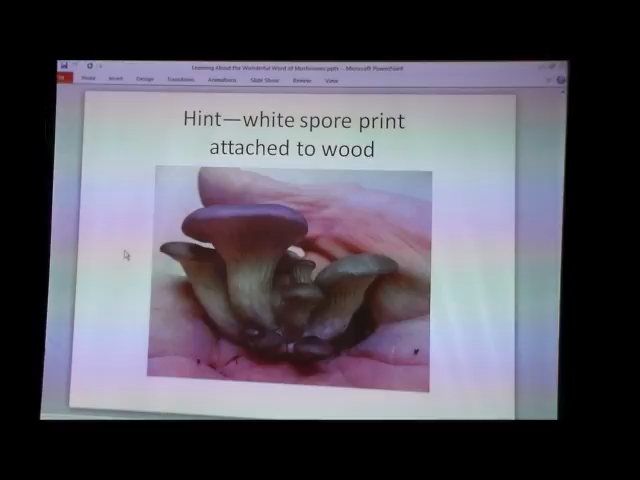 Learning About the Wonderful Word of Mushrooms.pptx - Microsoft PowerPoint
Home Insert Design Transitions Animations Slide Show Review View
Hint—white spore print
attached to wood